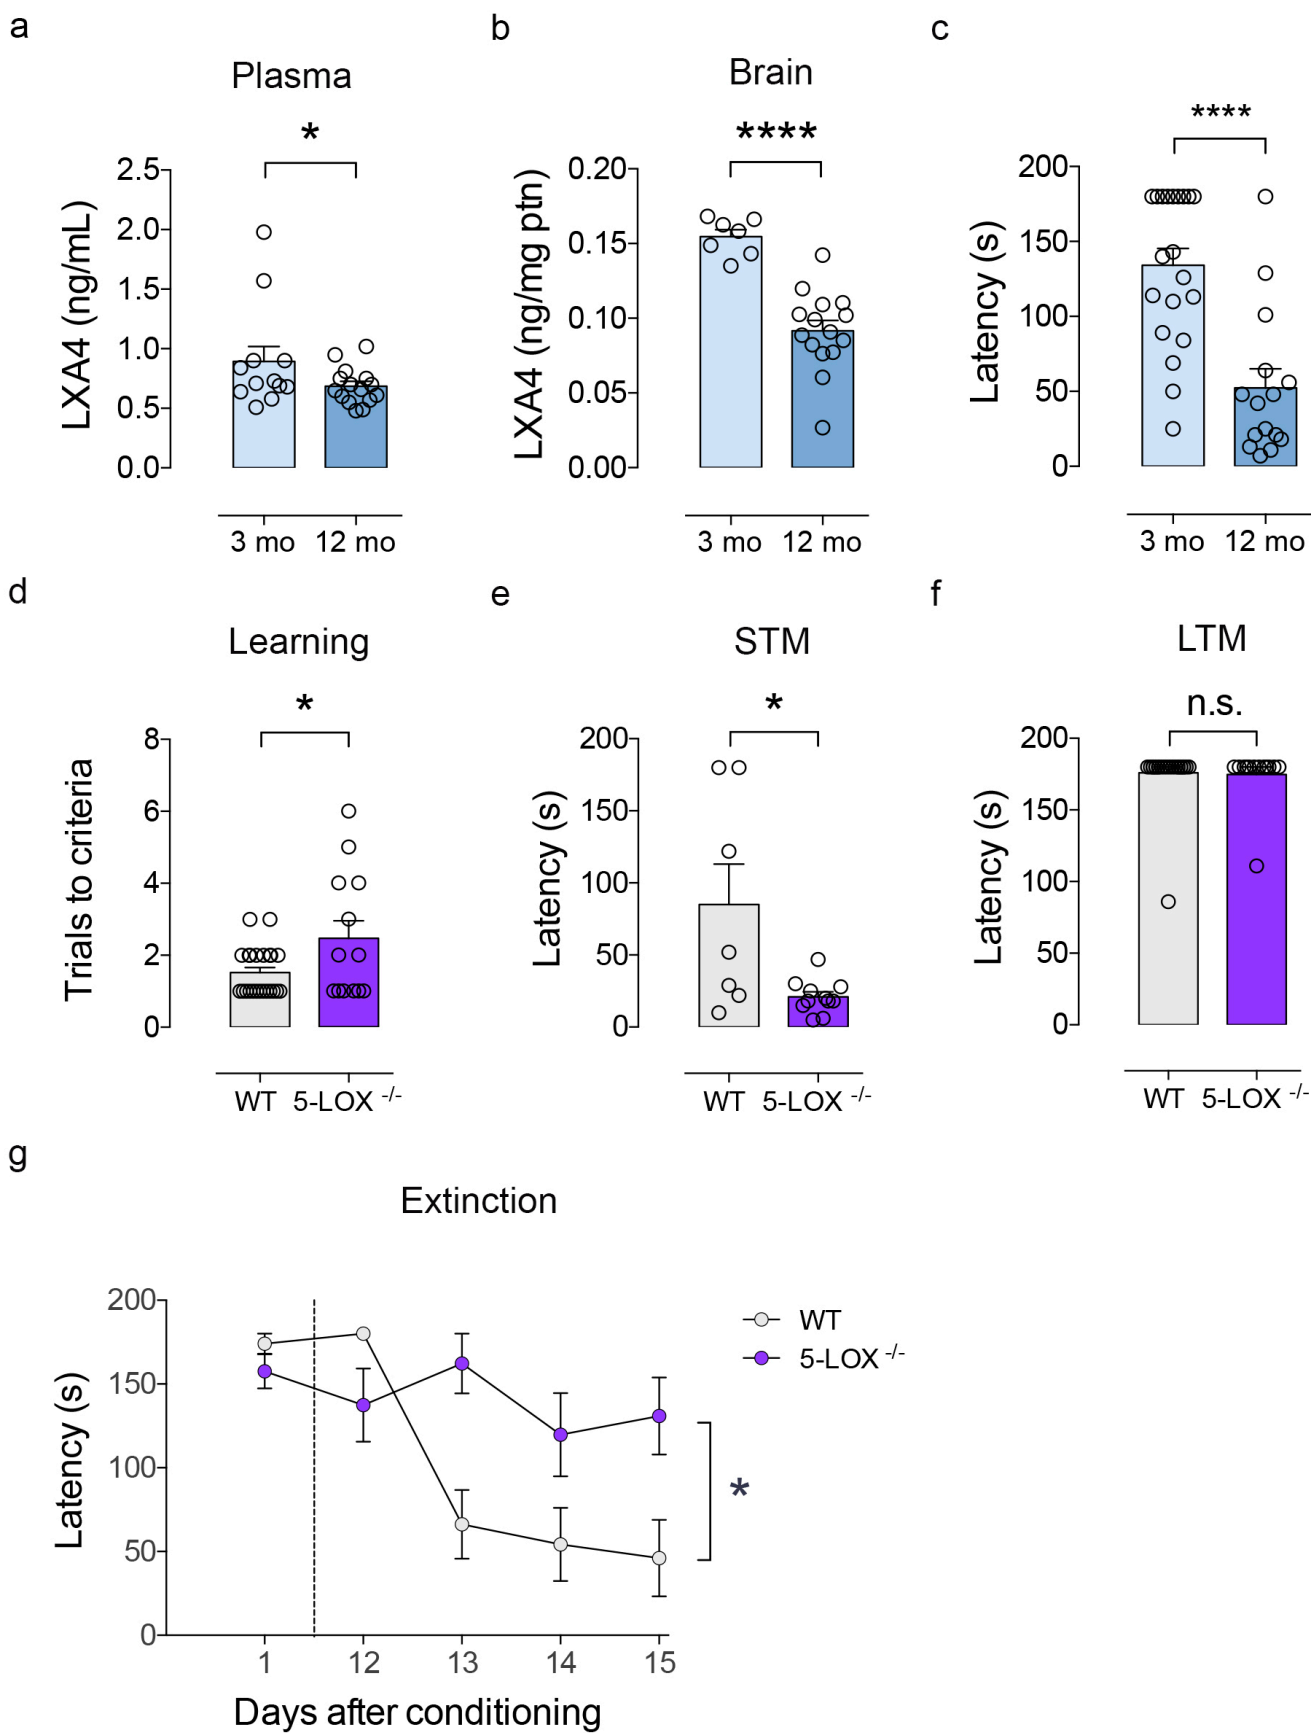 a
Plasma
*
LXA4 (ng/mL)
2.5
2.0
1.5
1.0
0.5
0.0
3 mo 12 mo
b
Brain
****
LXA4 (ng/mg ptn)
0.20
0.15
0.10
0.05
0.00
3 mo 12 mo
c
****
Latency (s)
200
150
100
50
0
3 mo 12 mo
d
Learning
*
Trials to criteria
8
6
4
2
0
WT 5-LOX -/-
e
STM
*
Latency (s)
200
150
100
50
0
WT 5-LOX -/-
f
LTM
n.s.
Latency (s)
200
150
100
50
0
WT 5-LOX -/-
g
Extinction
Latency (s)
200
150
100
50
0
1 12 13 14 15
Days after conditioning
WT
5-LOX -/-
*